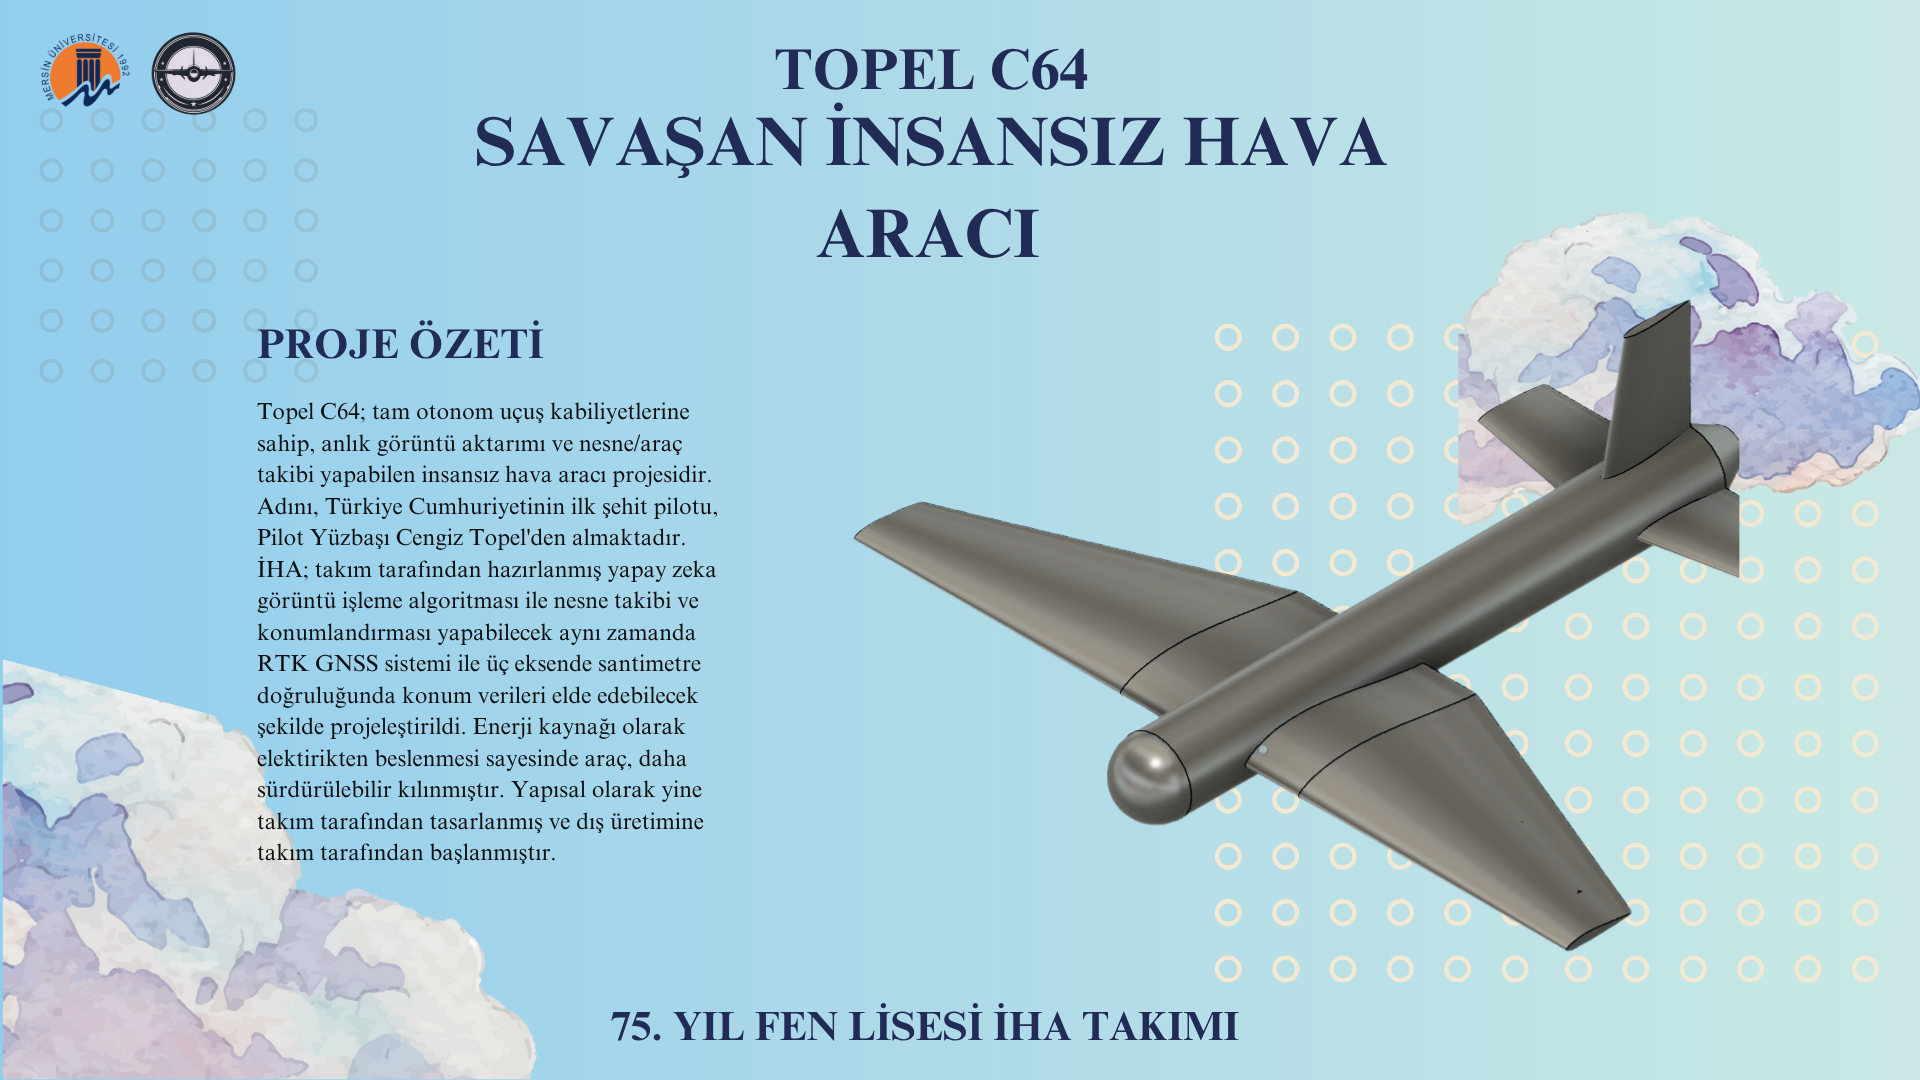 MERSİN ÜNİVERSİTESİ 1992
TOPEL C64
SAVAŞAN İNSANSIZ HAVA
ARACI
PROJE ÖZETİ
Topel C64; tam otonom uçuş kabiliyetlerine
sahip, anlık görüntü aktarımı ve nesne/araç
takibi yapabilen insansız hava aracı projesidir.
Adını, Türkiye Cumhuriyetinin ilk şehit pilotu,
Pilot Yüzbaşı Cengiz Topel'den almaktadır.
İHA; takım tarafından hazırlanmış yapay zeka
görüntü işleme algoritması ile nesne takibi ve
konumlandırması yapabilecek aynı zamanda
RTK GNSS sistemi ile üç eksende santimetre
doğruluğunda konum verileri elde edebilecek
şekilde projeleştirildi. Enerji kaynağı olarak
elektirikten beslenmesi sayesinde araç, daha
sürdürülebilir kılınmıştır. Yapısal olarak yine
takım tarafından tasarlanmış ve dış üretimine
takım tarafından başlanmıştır.
75. YIL FEN LİSESİ İHA TAKIMI